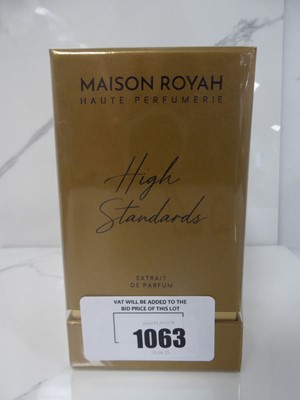 MAISON ROYAH
HAUTE PERFUMERIE
High
Standards
EXTRAIT
DE PARFUM
VAT WILL BE ADDED TO THE
BID PRICE OF THIS LOT
1063